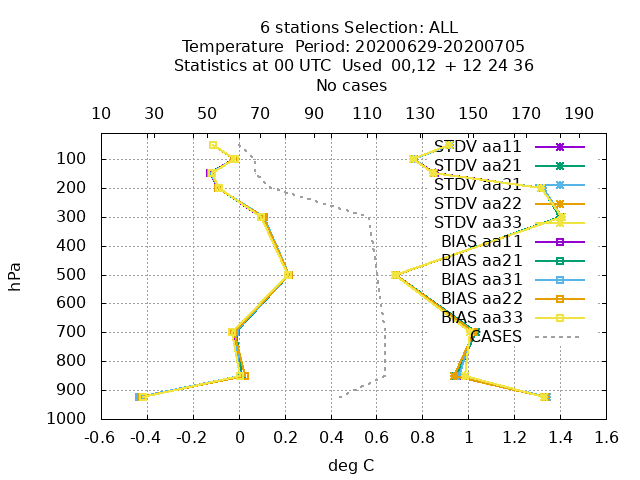 6 stations Selection: ALL
Temperature  Period: 20200629-20200705
Statistics at 00 UTC  Used  00,12  + 12 24 36
No cases
10 30 50 70 90 110 130 150 170 190
STDV aa11
STDV aa21
STDV aa31
STDV aa22
STDV aa33
BIAS aa11
BIAS aa21
BIAS aa31
BIAS aa22
BIAS aa33
CASES
100
200
300
400
500
600
700
800
900
1000
hPa
-0.6 -0.4 -0.2 0 0.2 0.4 0.6 0.8 1 1.2 1.4 1.6
deg C